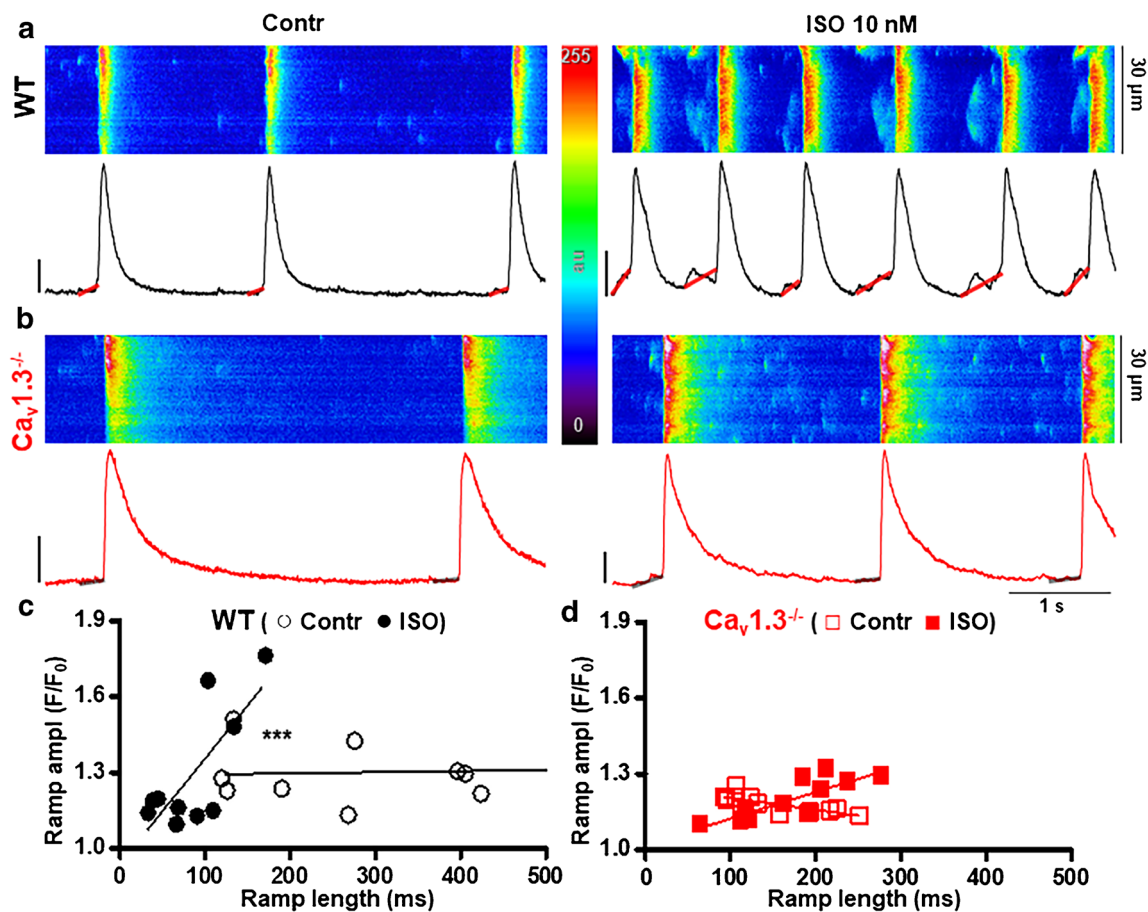 a
Contr
ISO 10 nM
WT
255
au
0
30 µm
b
Cav1.3-/-
30 µm
1 s
c
WT ( ○ Contr ● ISO)
Ramp ampl (F/F0)
1.9
1.6
1.3
1.0
***
0 100 200 300 400 500
Ramp length (ms)
d
Cav1.3-/- ( □ Contr ■ ISO)
Ramp ampl (F/F0)
1.9
1.6
1.3
1.0
0 100 200 300 400 500
Ramp length (ms)